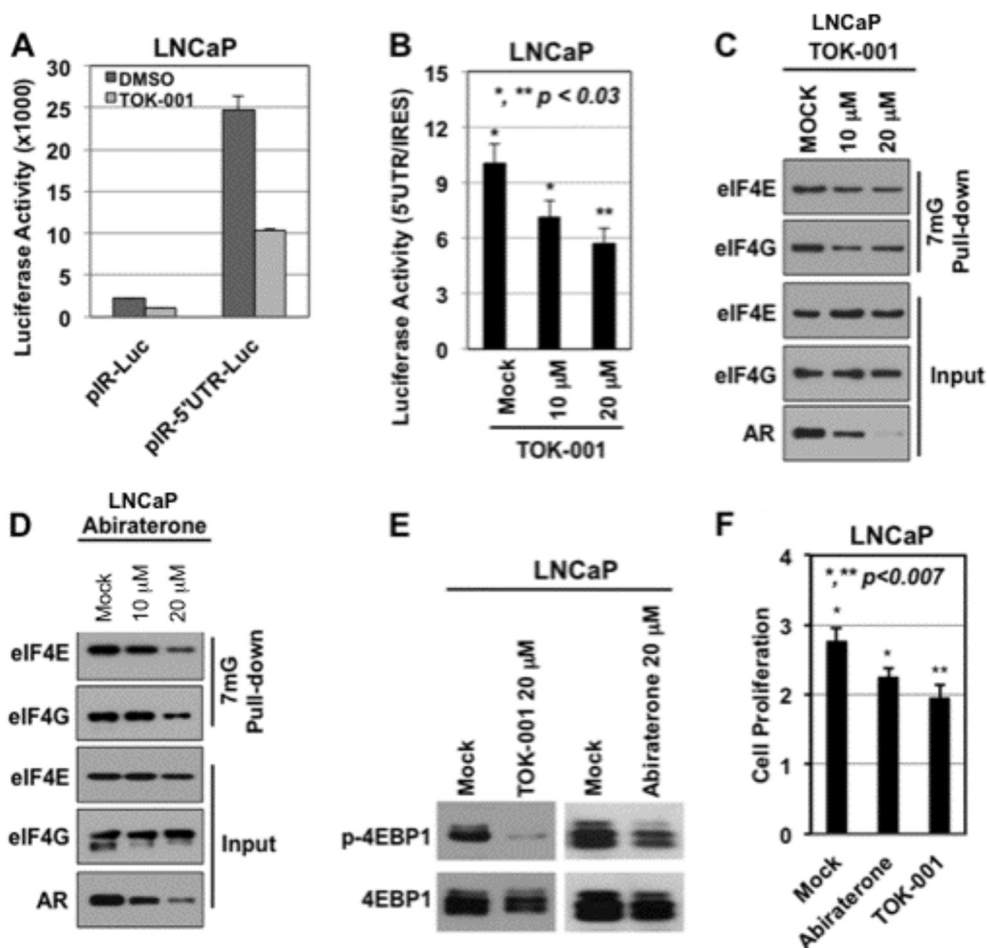 A
LNCaP
Luciferase Activity (x1000)
30
25
20
15
10
5
0
DMSO
TOK-001
pIR-Luc
pIR-5'UTR-Luc
B
LNCaP
Luciferase Activity (5'UTR/IRES)
15
12
9
6
3
0
*, ** p < 0.03
*
*
**
Mock
10 µM
20 µM
TOK-001
C
LNCaP
TOK-001
MOCK
10 µM
20 µM
eIF4E
eIF4G
7mG
Pull-down
eIF4E
eIF4G
AR
Input
D
LNCaP
Abiraterone
Mock
10 µM
20 µM
eIF4E
eIF4G
7mG
Pull-down
eIF4E
eIF4G
AR
Input
E
LNCaP
Mock
TOK-001 20 µM
Mock
Abiraterone 20 µM
p-4EBP1
4EBP1
F
LNCaP
Cell Proliferation
4
3
2
1
0
*,** p<0.007
*
*
**
Mock
Abiraterone
TOK-001